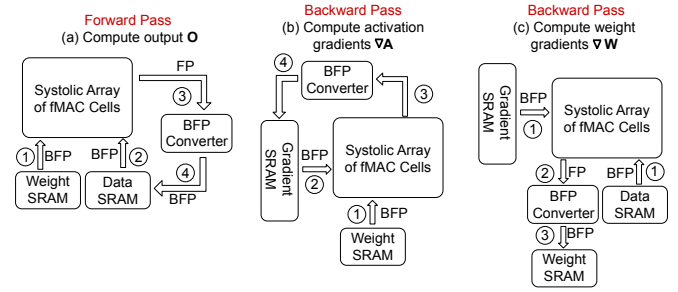 Forward Pass
(a) Compute output O
Systolic Array
of fMAC Cells
FP
③
BFP
Converter
①
BFP
BFP
②
④
BFP
Weight
SRAM
Data
SRAM
Backward Pass
(b) Compute activation
gradients ∇A
④
BFP
Converter
③
Gradient
SRAM
BFP
②
Systolic Array
of fMAC Cells
①
BFP
Weight
SRAM
Backward Pass
(c) Compute weight
gradients ∇ W
Gradient
SRAM
BFP
①
Systolic Array
of fMAC Cells
②
FP
BFP
①
BFP
Converter
Data
SRAM
③
BFP
Weight
SRAM